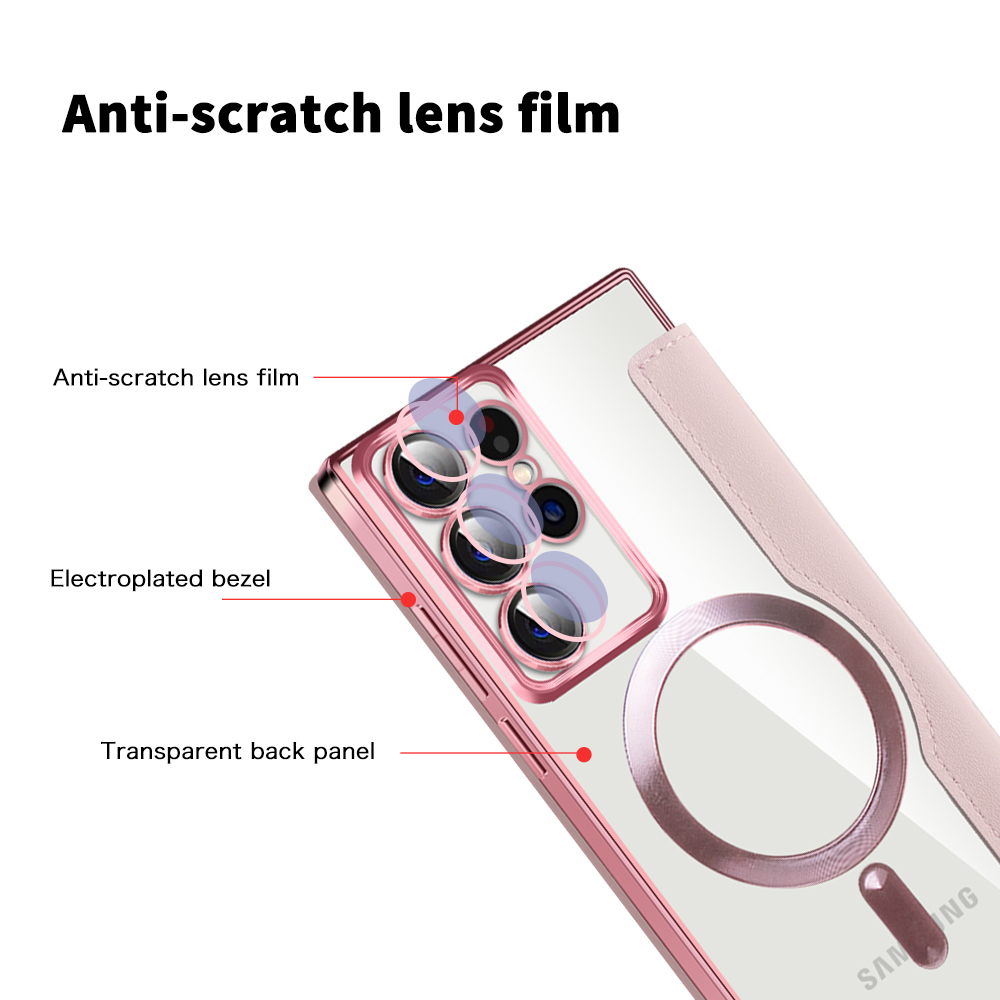 Anti-scratch lens film
Anti-scratch lens film
Electroplated bezel
Transparent back panel